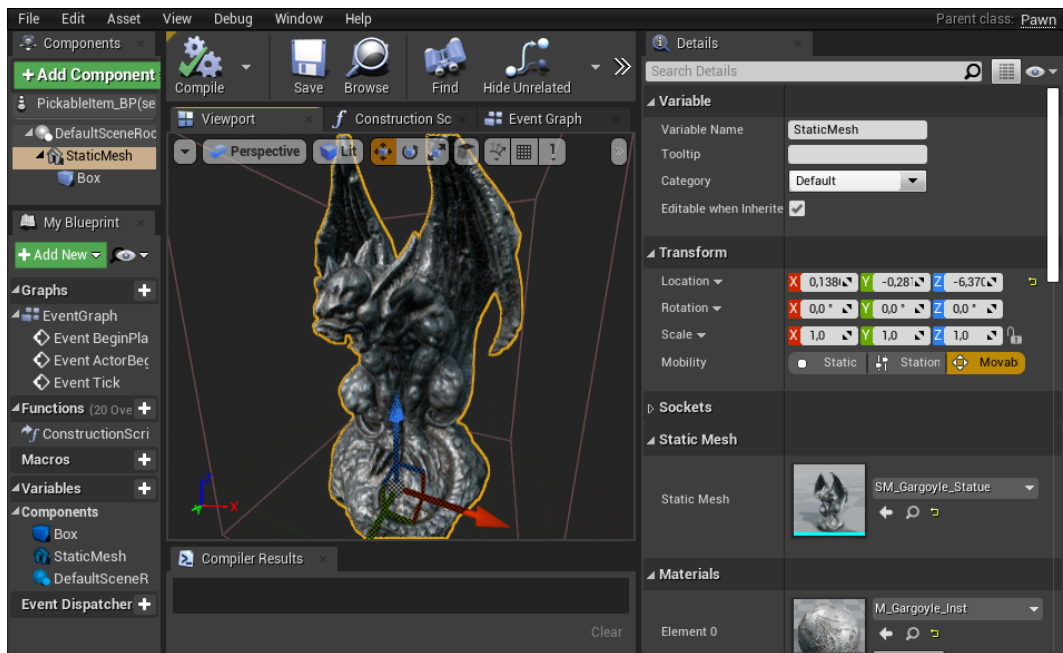 File Edit Asset View Debug Window Help Parent class: Pawn
Components
+ Add Component
PickableItem_BP(se
DefaultSceneRoo
StaticMesh
Box
My Blueprint
+ Add New
Graphs
EventGraph
Event BeginPla
Event ActorBeg
Event Tick
Functions (20 Ove
ConstructionScri
Macros
Variables
Components
Box
StaticMesh
DefaultSceneR
Event Dispatcher
Compile Save Browse Find Hide Unrelated
Viewport Construction Sc Event Graph
Perspective Lit 1
X
Compiler Results
Clear
Details
Search Details
Variable
Variable Name StaticMesh
Tooltip
Category Default
Editable when Inherite
Transform
Location X 0,138 Y -0,281 Z -6,370
Rotation X 0,0 ° Y 0,0 ° Z 0,0 °
Scale X 1,0 Y 1,0 Z 1,0
Mobility Static Station Movab
Sockets
Static Mesh
Static Mesh SM_Gargoyle_Statue
Materials
Element 0 M_Gargoyle_Inst